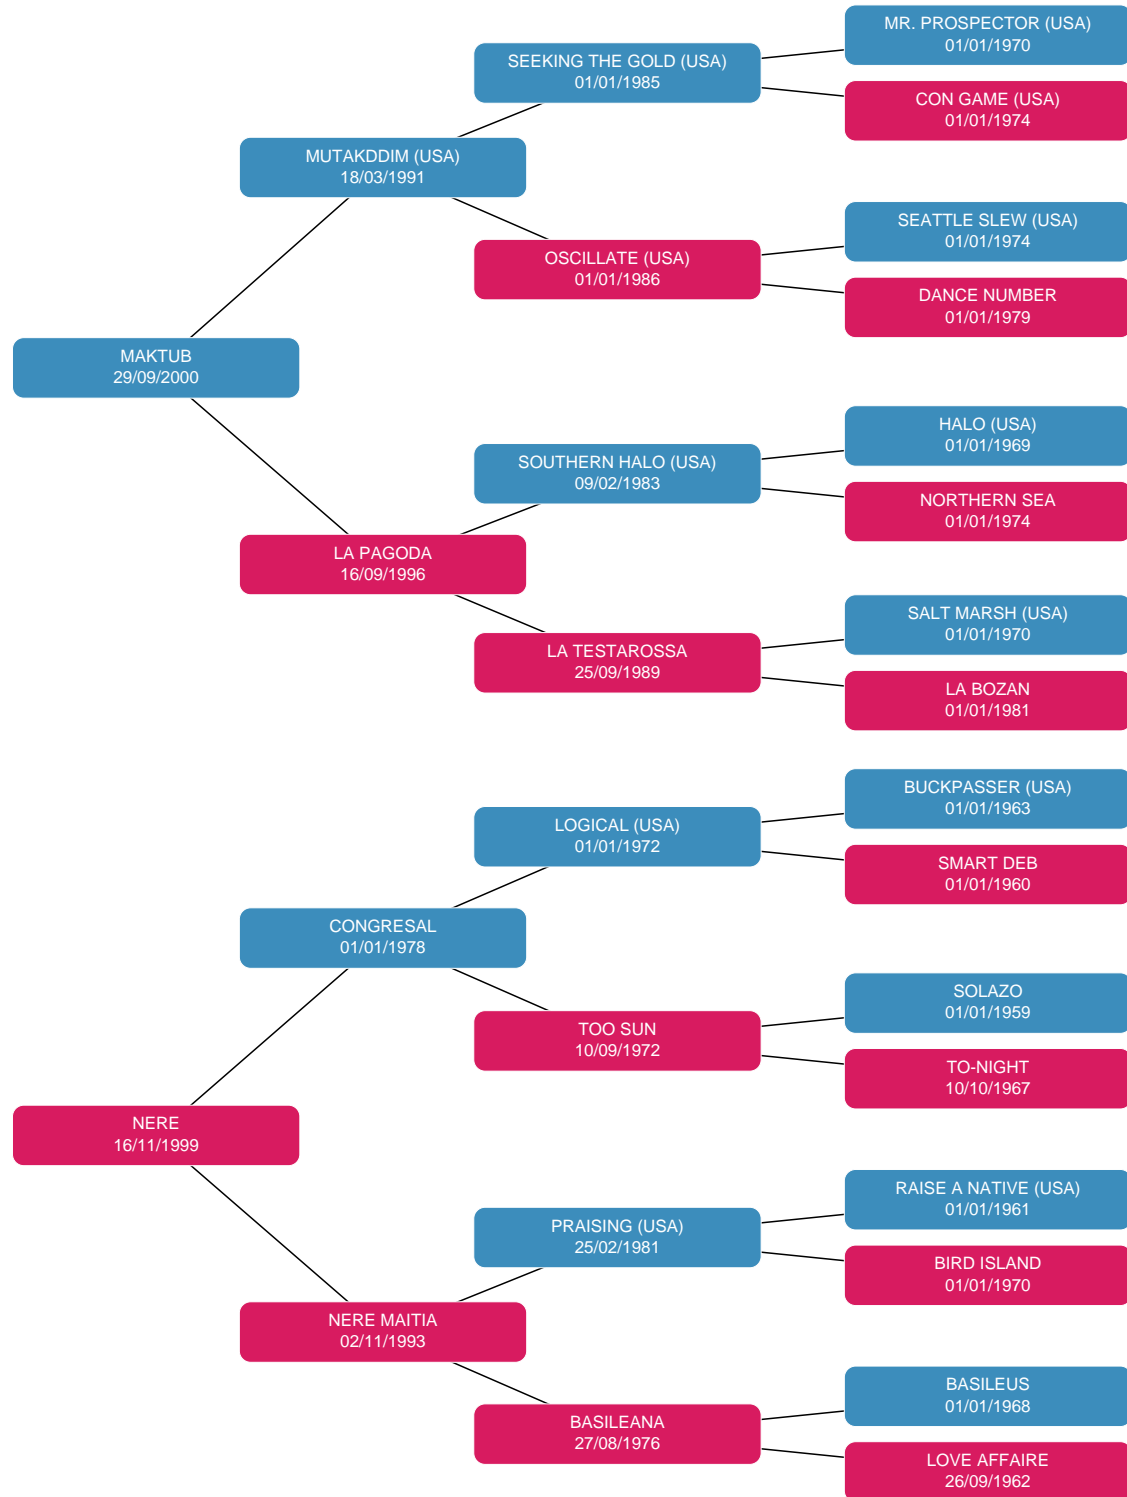 MR. PROSPECTOR (USA)
01/01/1970
SEEKING THE GOLD (USA)
01/01/1985
CON GAME (USA)
01/01/1974
MUTAKDDIM (USA)
18/03/1991
SEATTLE SLEW (USA)
01/01/1974
OSCILLATE (USA)
01/01/1986
DANCE NUMBER
01/01/1979
MAKTUB
29/09/2000
HALO (USA)
01/01/1969
SOUTHERN HALO (USA)
09/02/1983
NORTHERN SEA
01/01/1974
LA PAGODA
16/09/1996
SALT MARSH (USA)
01/01/1970
LA TESTAROSSA
25/09/1989
LA BOZAN
01/01/1981
BUCKPASSER (USA)
01/01/1963
LOGICAL (USA)
01/01/1972
SMART DEB
01/01/1960
CONGRESAL
01/01/1978
SOLAZO
01/01/1959
TOO SUN
10/09/1972
TO-NIGHT
10/10/1967
NERE
16/11/1999
RAISE A NATIVE (USA)
01/01/1961
PRAISING (USA)
25/02/1981
BIRD ISLAND
01/01/1970
NERE MAITIA
02/11/1993
BASILEUS
01/01/1968
BASILEANA
27/08/1976
LOVE AFFAIRE
26/09/1962